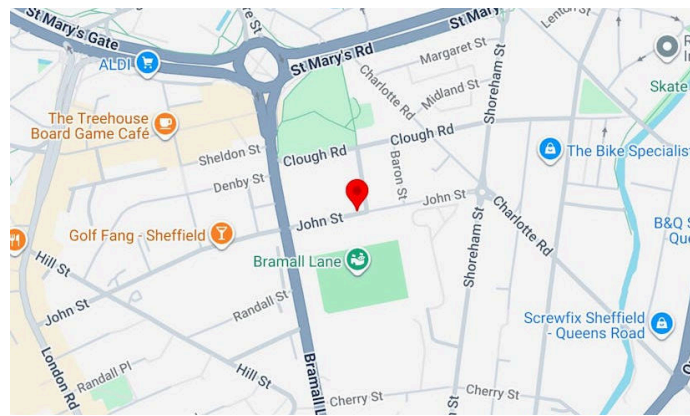 St Mary's Gate
St Mary's Rd
St Mary
Shoreham St
Lenton St
ALDI
Margaret St
Charlotte Rd
Midland St
Skate
The Treehouse
Board Game Café
Sheldon St
Clough Rd
Clough Rd
Baron St
The Bike Specialist
Denby St
John St
John St
Charlotte Rd
Golf Fang - Sheffield
B&Q S
Que
Hill St
Bramall Lane
Shoreham St
Randall St
John St
Screwfix Sheffield
- Queens Road
London Rd
Randall Pl
Bramall L
Hill St
Cherry St
Cherry St